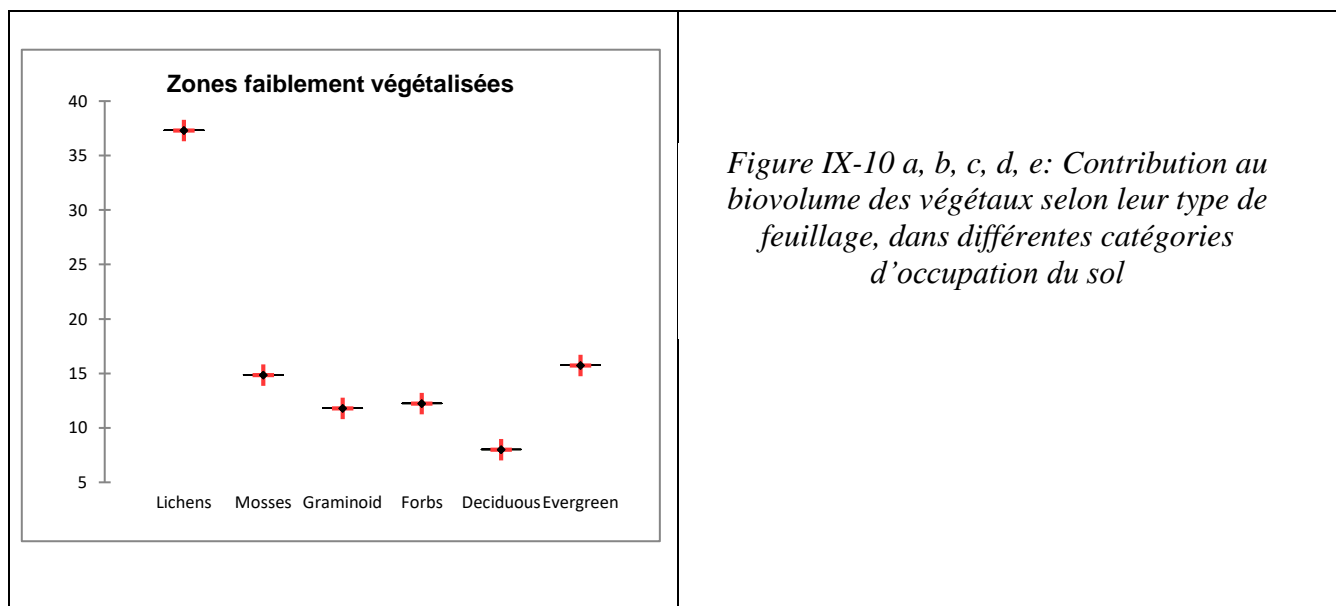 Zones faiblement végétalisées
40
35
30
25
20
15
10
5
Lichens Mosses Graminoid Forbs Deciduous Evergreen
Figure IX-10 a, b, c, d, e: Contribution au
biovolume des végétaux selon leur type de
feuillage, dans différentes catégories
d’occupation du sol